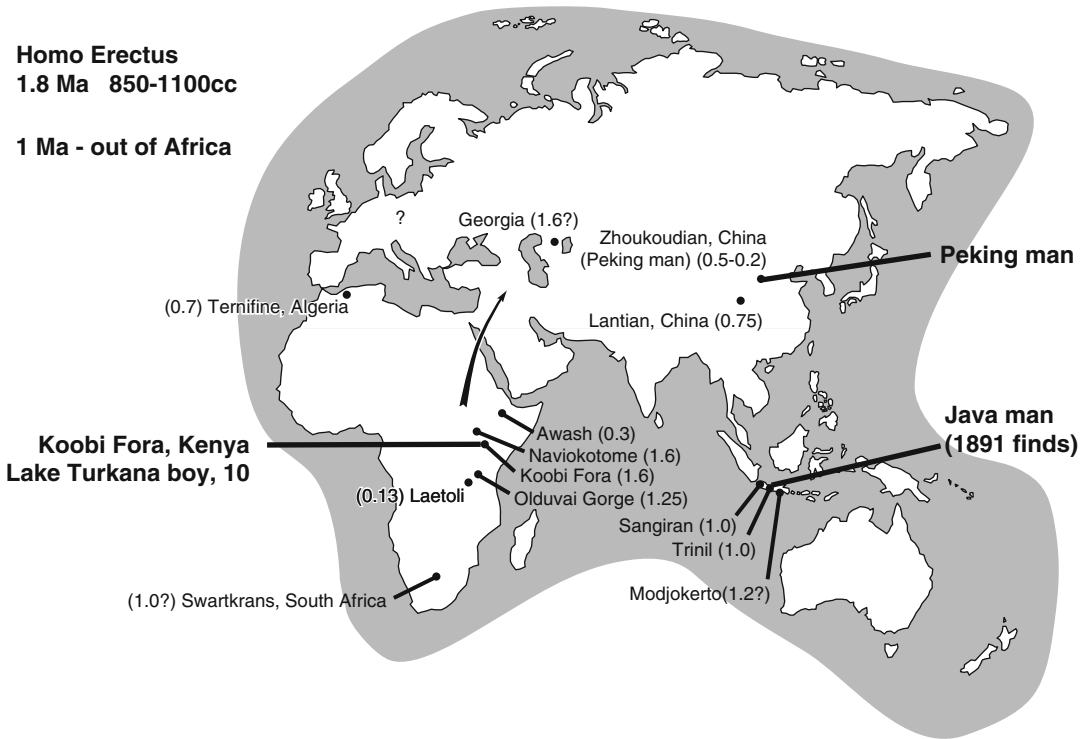 Homo Erectus
1.8 Ma 850-1100cc
1 Ma - out of Africa
?
Georgia (1.6?)
Zhoukoudian, China
(Peking man) (0.5-0.2)
Peking man
(0.7) Ternifine, Algeria
Lantian, China (0.75)
Koobi Fora, Kenya
Lake Turkana boy, 10
Awash (0.3)
Naviokotome (1.6)
Koobi Fora (1.6)
(0.13) Laetoli
Olduvai Gorge (1.25)
Java man
(1891 finds)
Sangiran (1.0)
Trinil (1.0)
Modjokerto(1.2?)
(1.0?) Swartkrans, South Africa